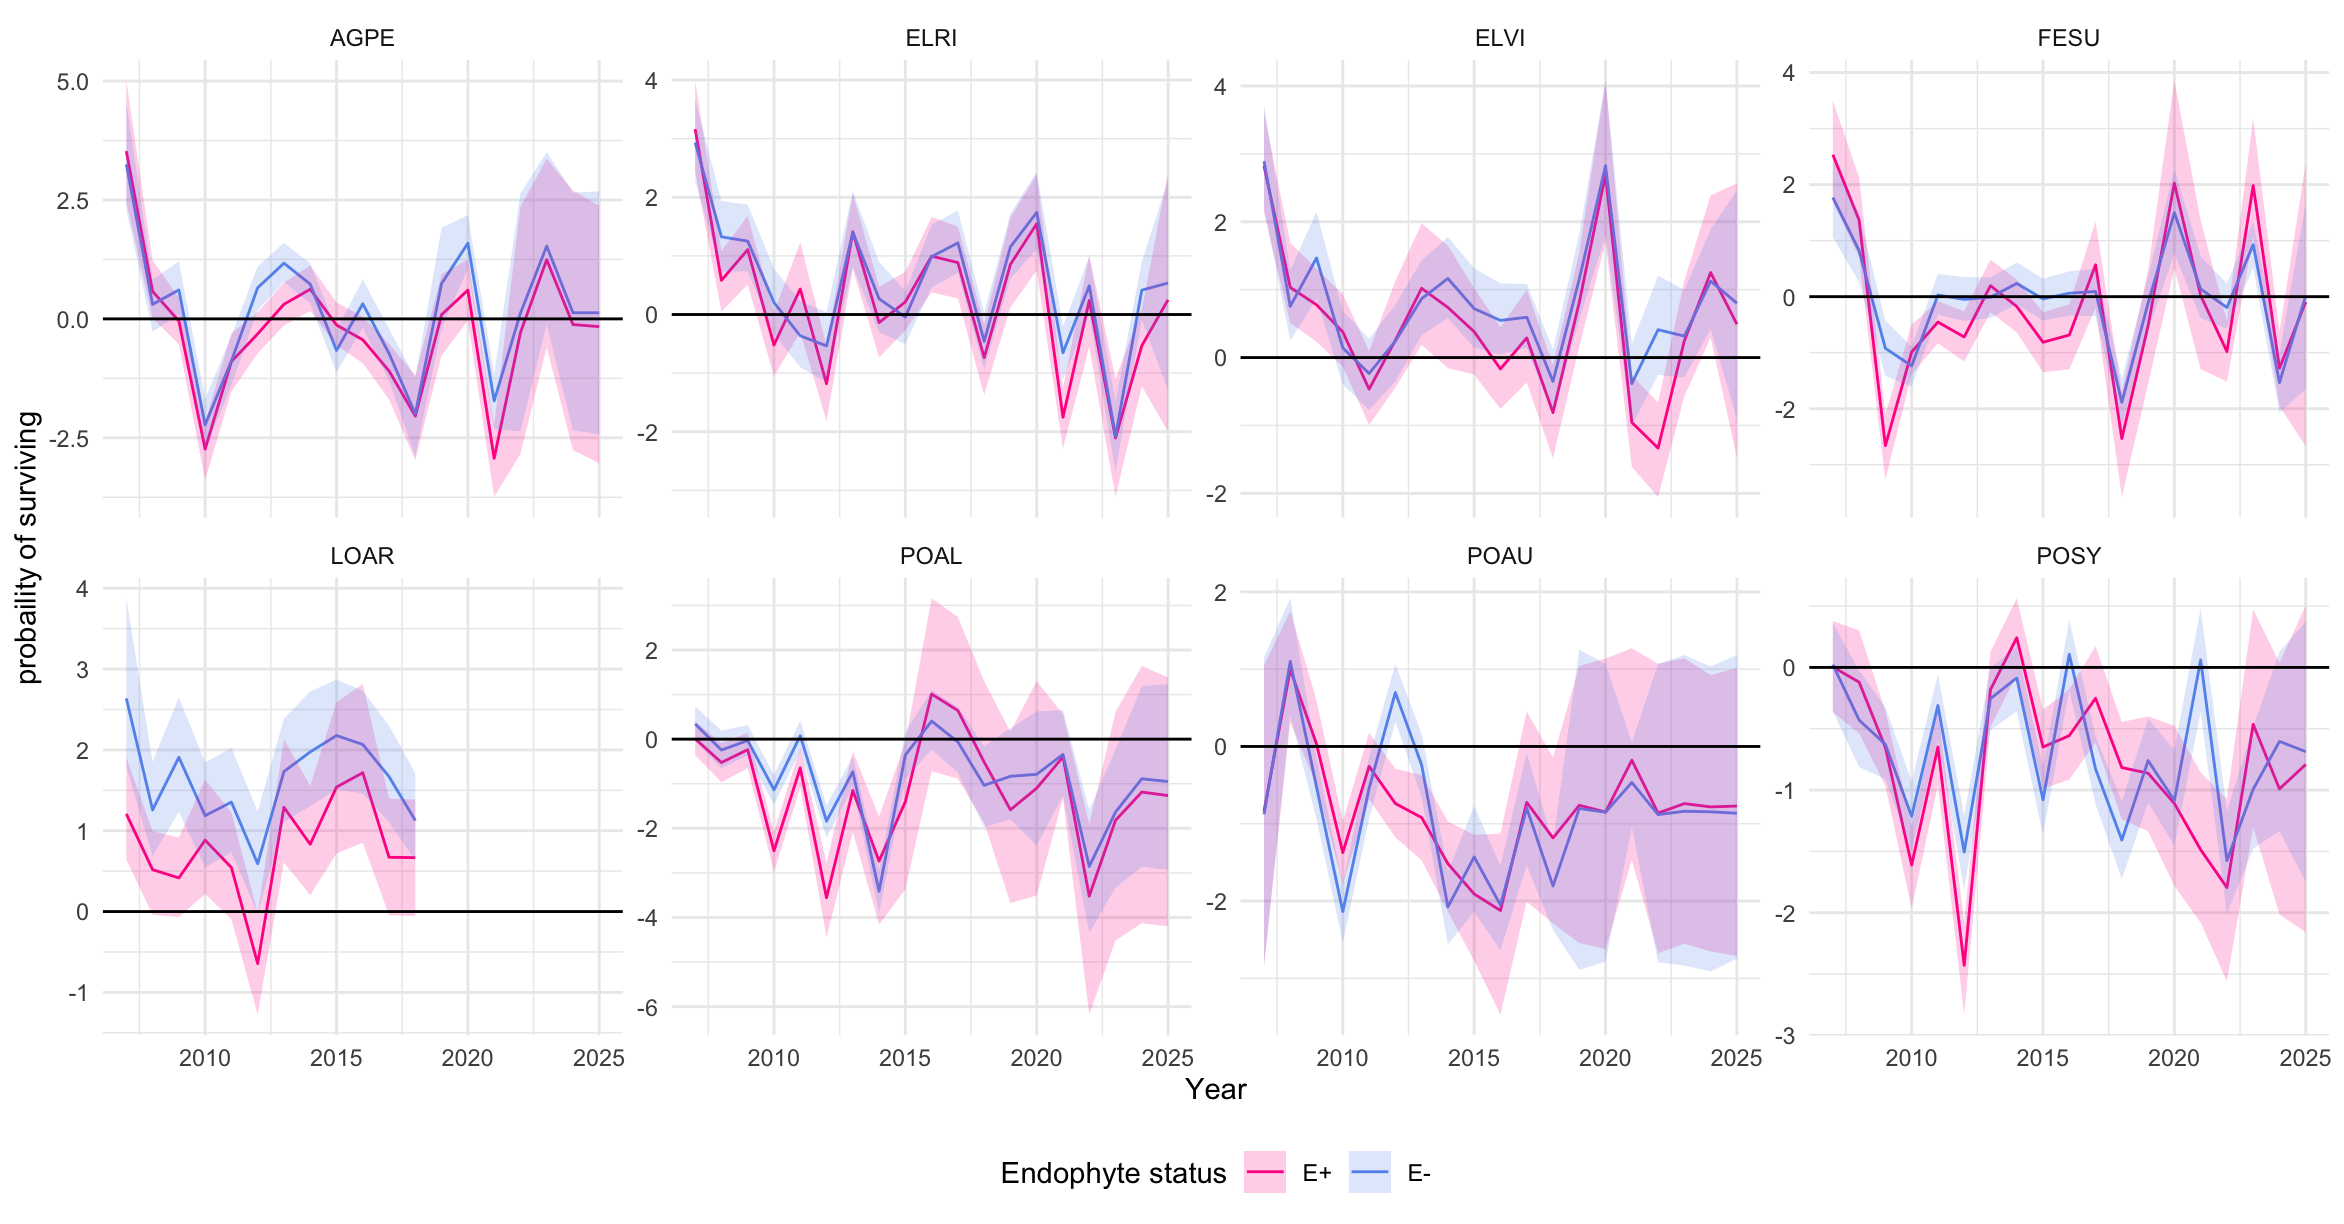 AGPE ELRI ELVI FESU
5.0 2.5 0.0 -2.5
4 2 0 -2
4 2 0 -2
4 2 0 -2
probaility of surviving
LOAR POAL POAU POSY
4 3 2 1 0 -1
2 0 -2 -4 -6
2 0 -2
0 -1 -2 -3
2010 2015 2020 2025 2010 2015 2020 2025 2010 2015 2020 2025 2010 2015 2020 2025
Year
Endophyte status E+ E-